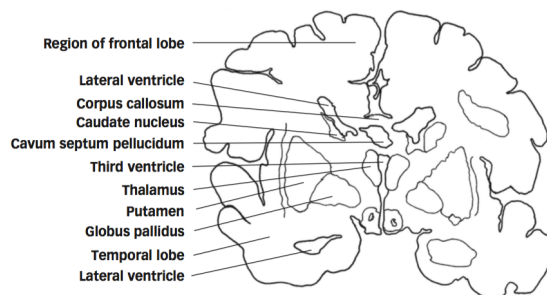 Region of frontal lobe
Lateral ventricle
Corpus callosum
Caudate nucleus
Cavum septum pellucidum
Third ventricle
Thalamus
Putamen
Globus pallidus
Temporal lobe
Lateral ventricle